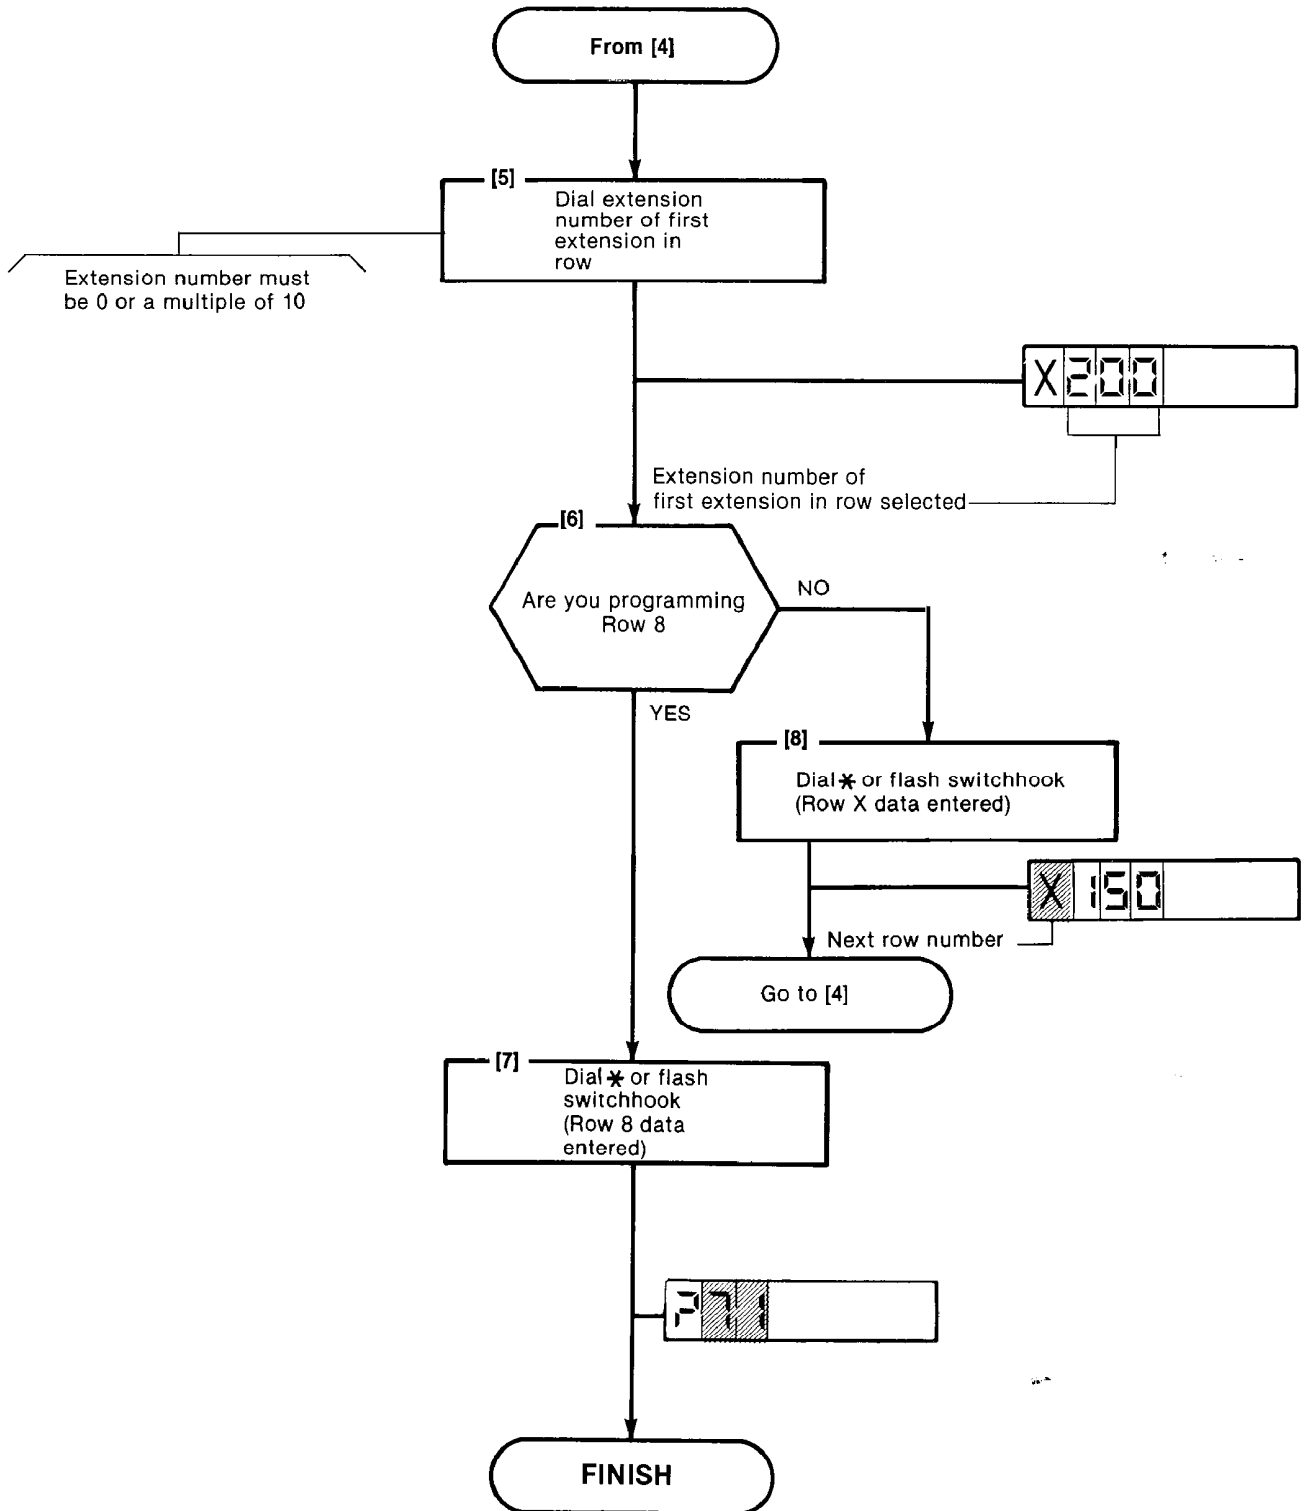 From [4]
[5]
Dial extension
number of first
extension in
row
Extension number must
be 0 or a multiple of 10
X200
Extension number of
first extension in row selected
[6]
Are you programming
Row 8
NO
YES
[8]
Dial * or flash switchhook
(Row X data entered)
X150
Next row number
Go to [4]
[7]
Dial * or flash
switchhook
(Row 8 data
entered)
P71
FINISH